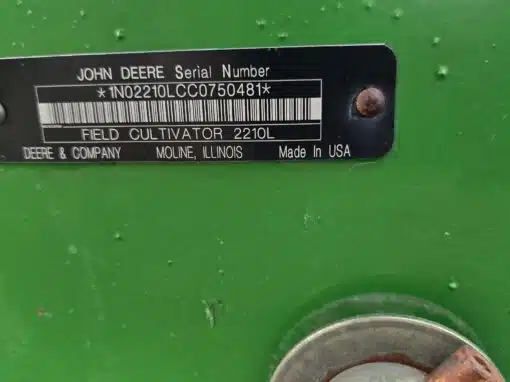 JOHN DEERE Serial Number
*1N02210LCC0750481*
FIELD CULTIVATOR 2210L
DEERE & COMPANY MOLINE, ILLINOIS Made In USA